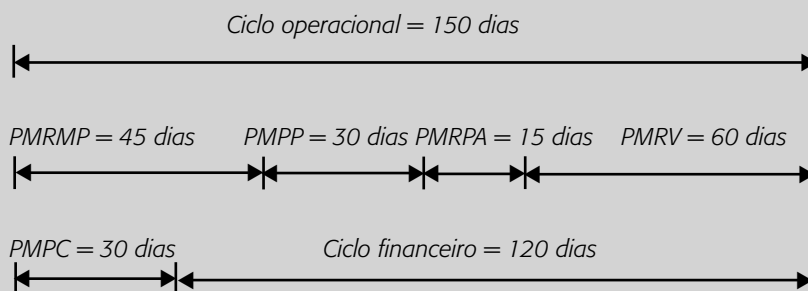 Ciclo operacional = 150 dias
PMRMP = 45 dias PMPP = 30 dias PMRPA = 15 dias PMRV = 60 dias
PMPC = 30 dias Ciclo financeiro = 120 dias